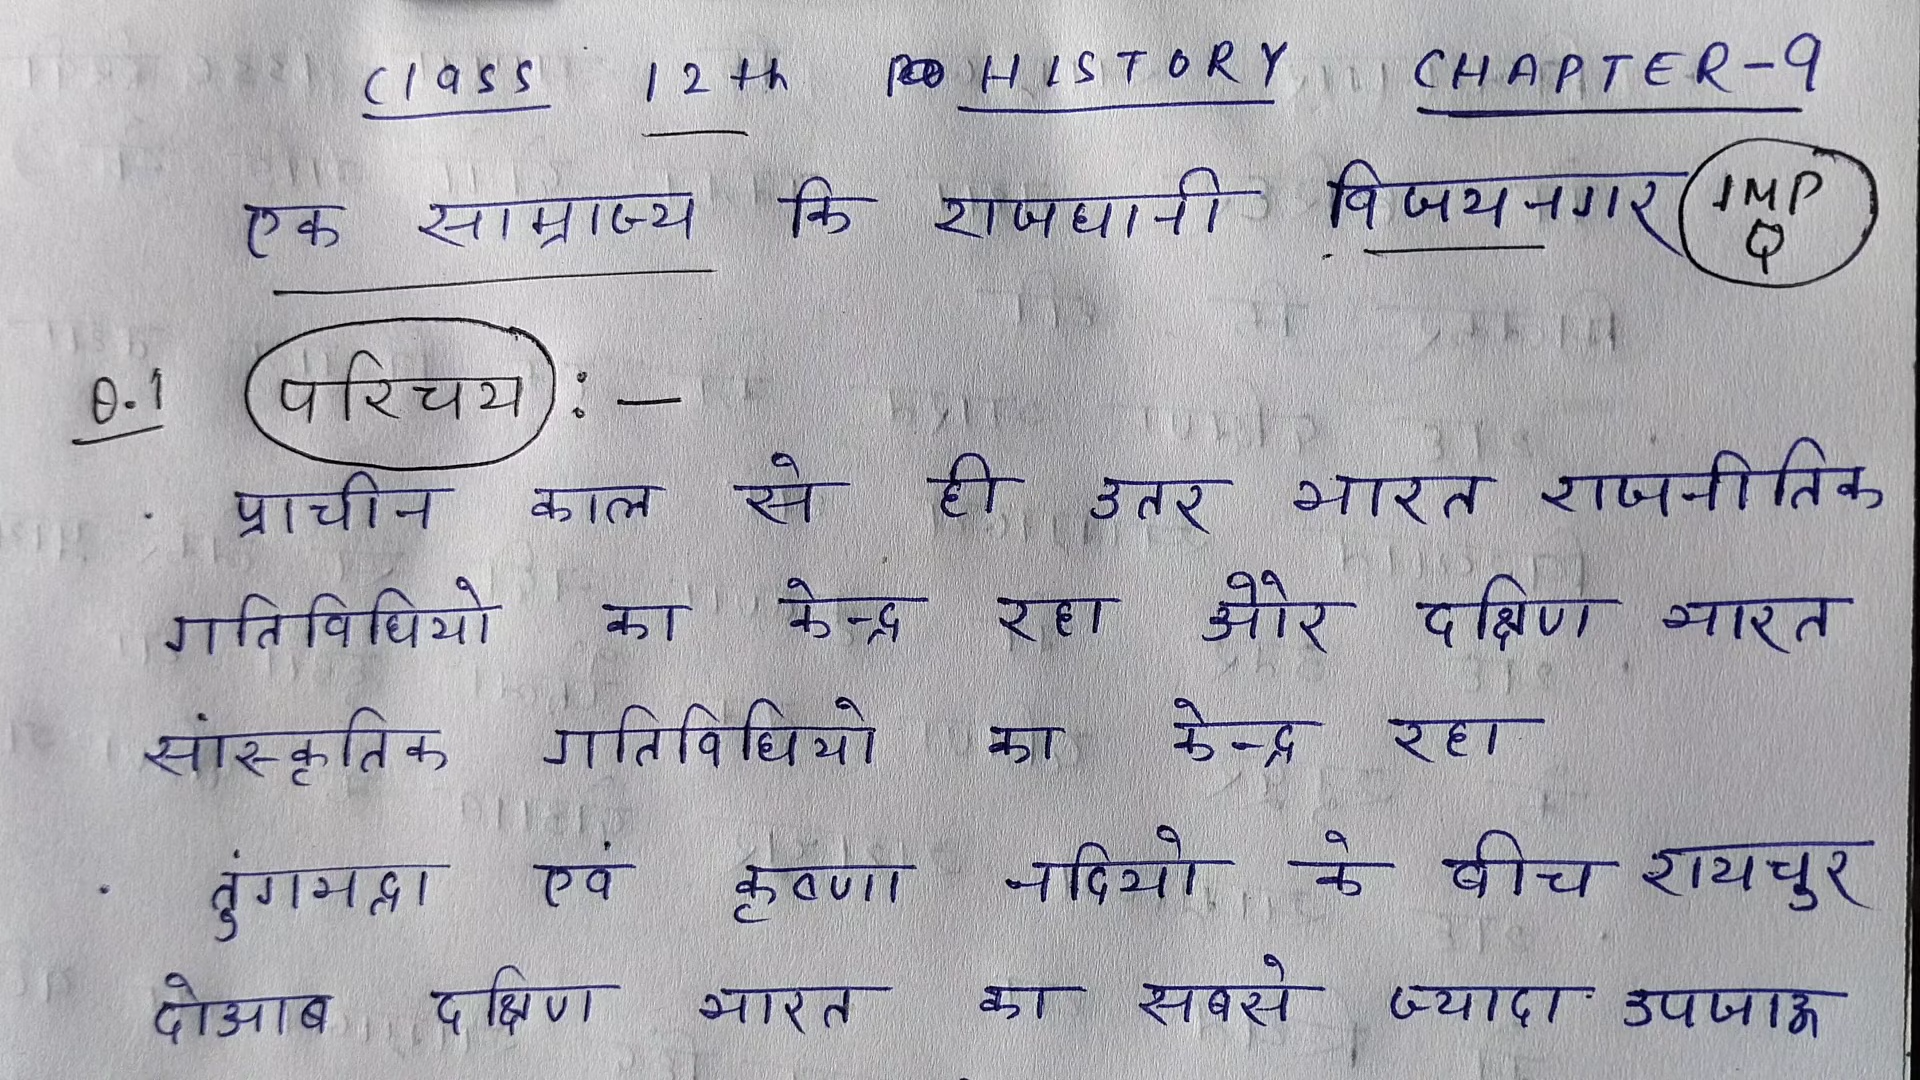 Class 12th HISTORY CHAPTER-9
एक साम्राज्य कि राजधानी विजयनगर IMP Q
Q.1 परिचय :-
. प्राचीन काल से ही उतर भारत राजनीतिक
गतिविधियो का केन्द्र रहा और दक्षिण भारत
सांस्कृतिक गतिविधियो का केन्द्र रहा
. तुंगभद्रा एवं कृष्णा नदियो के बीच रायचुर
दोआब दक्षिण भारत का सबसे ज्यादा उपजाऊ